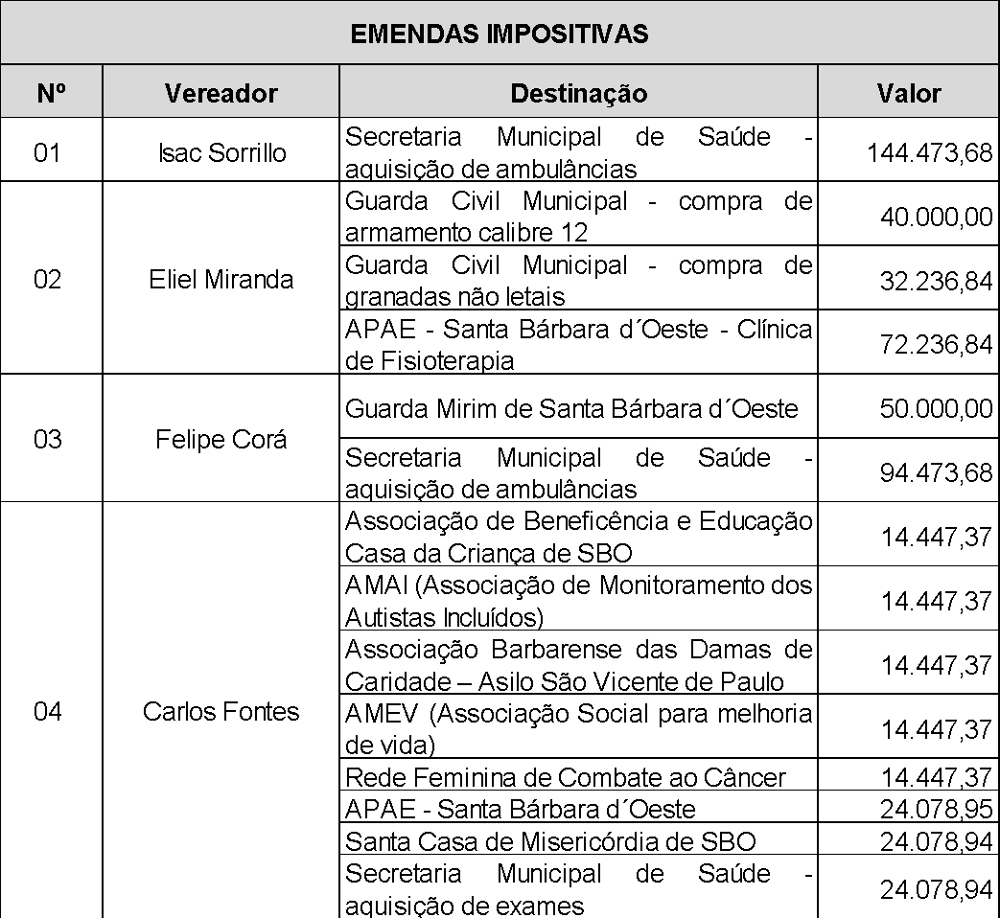 EMENDAS IMPOSITIVAS
Nº Vereador Destinação Valor
01 Isac Sorrillo Secretaria Municipal de Saúde - 144.473,68
aquisição de ambulâncias
02 Eliel Miranda Guarda Civil Municipal - compra de 40.000,00
armamento calibre 12
Guarda Civil Municipal - compra de 32.236,84
granadas não letais
APAE - Santa Bárbara d´Oeste - Clínica 72.236,84
de Fisioterapia
03 Felipe Corá Guarda Mirim de Santa Bárbara d´Oeste 50.000,00
Secretaria Municipal de Saúde - 94.473,68
aquisição de ambulâncias
04 Carlos Fontes Associação de Beneficência e Educação 14.447,37
Casa da Criança de SBO
AMAI (Associação de Monitoramento dos 14.447,37
Autistas Incluídos)
Associação Barbarense das Damas de 14.447,37
Caridade – Asilo São Vicente de Paulo
AMEV (Associação Social para melhoria 14.447,37
de vida)
Rede Feminina de Combate ao Câncer 14.447,37
APAE - Santa Bárbara d´Oeste 24.078,95
Santa Casa de Misericórdia de SBO 24.078,94
Secretaria Municipal de Saúde - 24.078,94
aquisição de exames